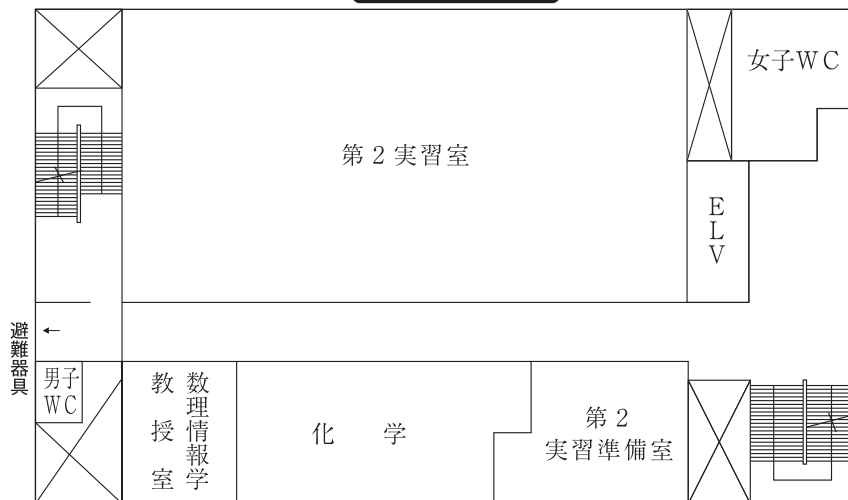 女子WC
第2実習室
ELV
避難器具
←
男子
WC
数理情報学
教授室
化学
第2
実習準備室